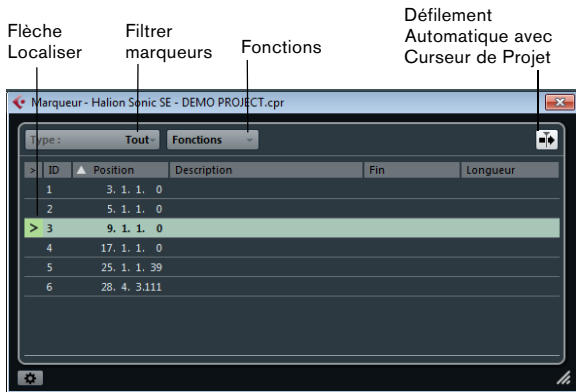 Flèche
Localiser
Filtrer
marqueurs
Fonctions
Défilement
Automatique avec
Curseur de Projet
Marqueur - Halion Sonic SE - DEMO PROJECT.cpr
Type : Tout Fonctions
> ID Position Description Fin Longueur
1 3. 1. 1. 0
2 5. 1. 1. 0
> 3 9. 1. 1. 0
4 17. 1. 1. 0
5 25. 1. 1. 39
6 28. 4. 3.111